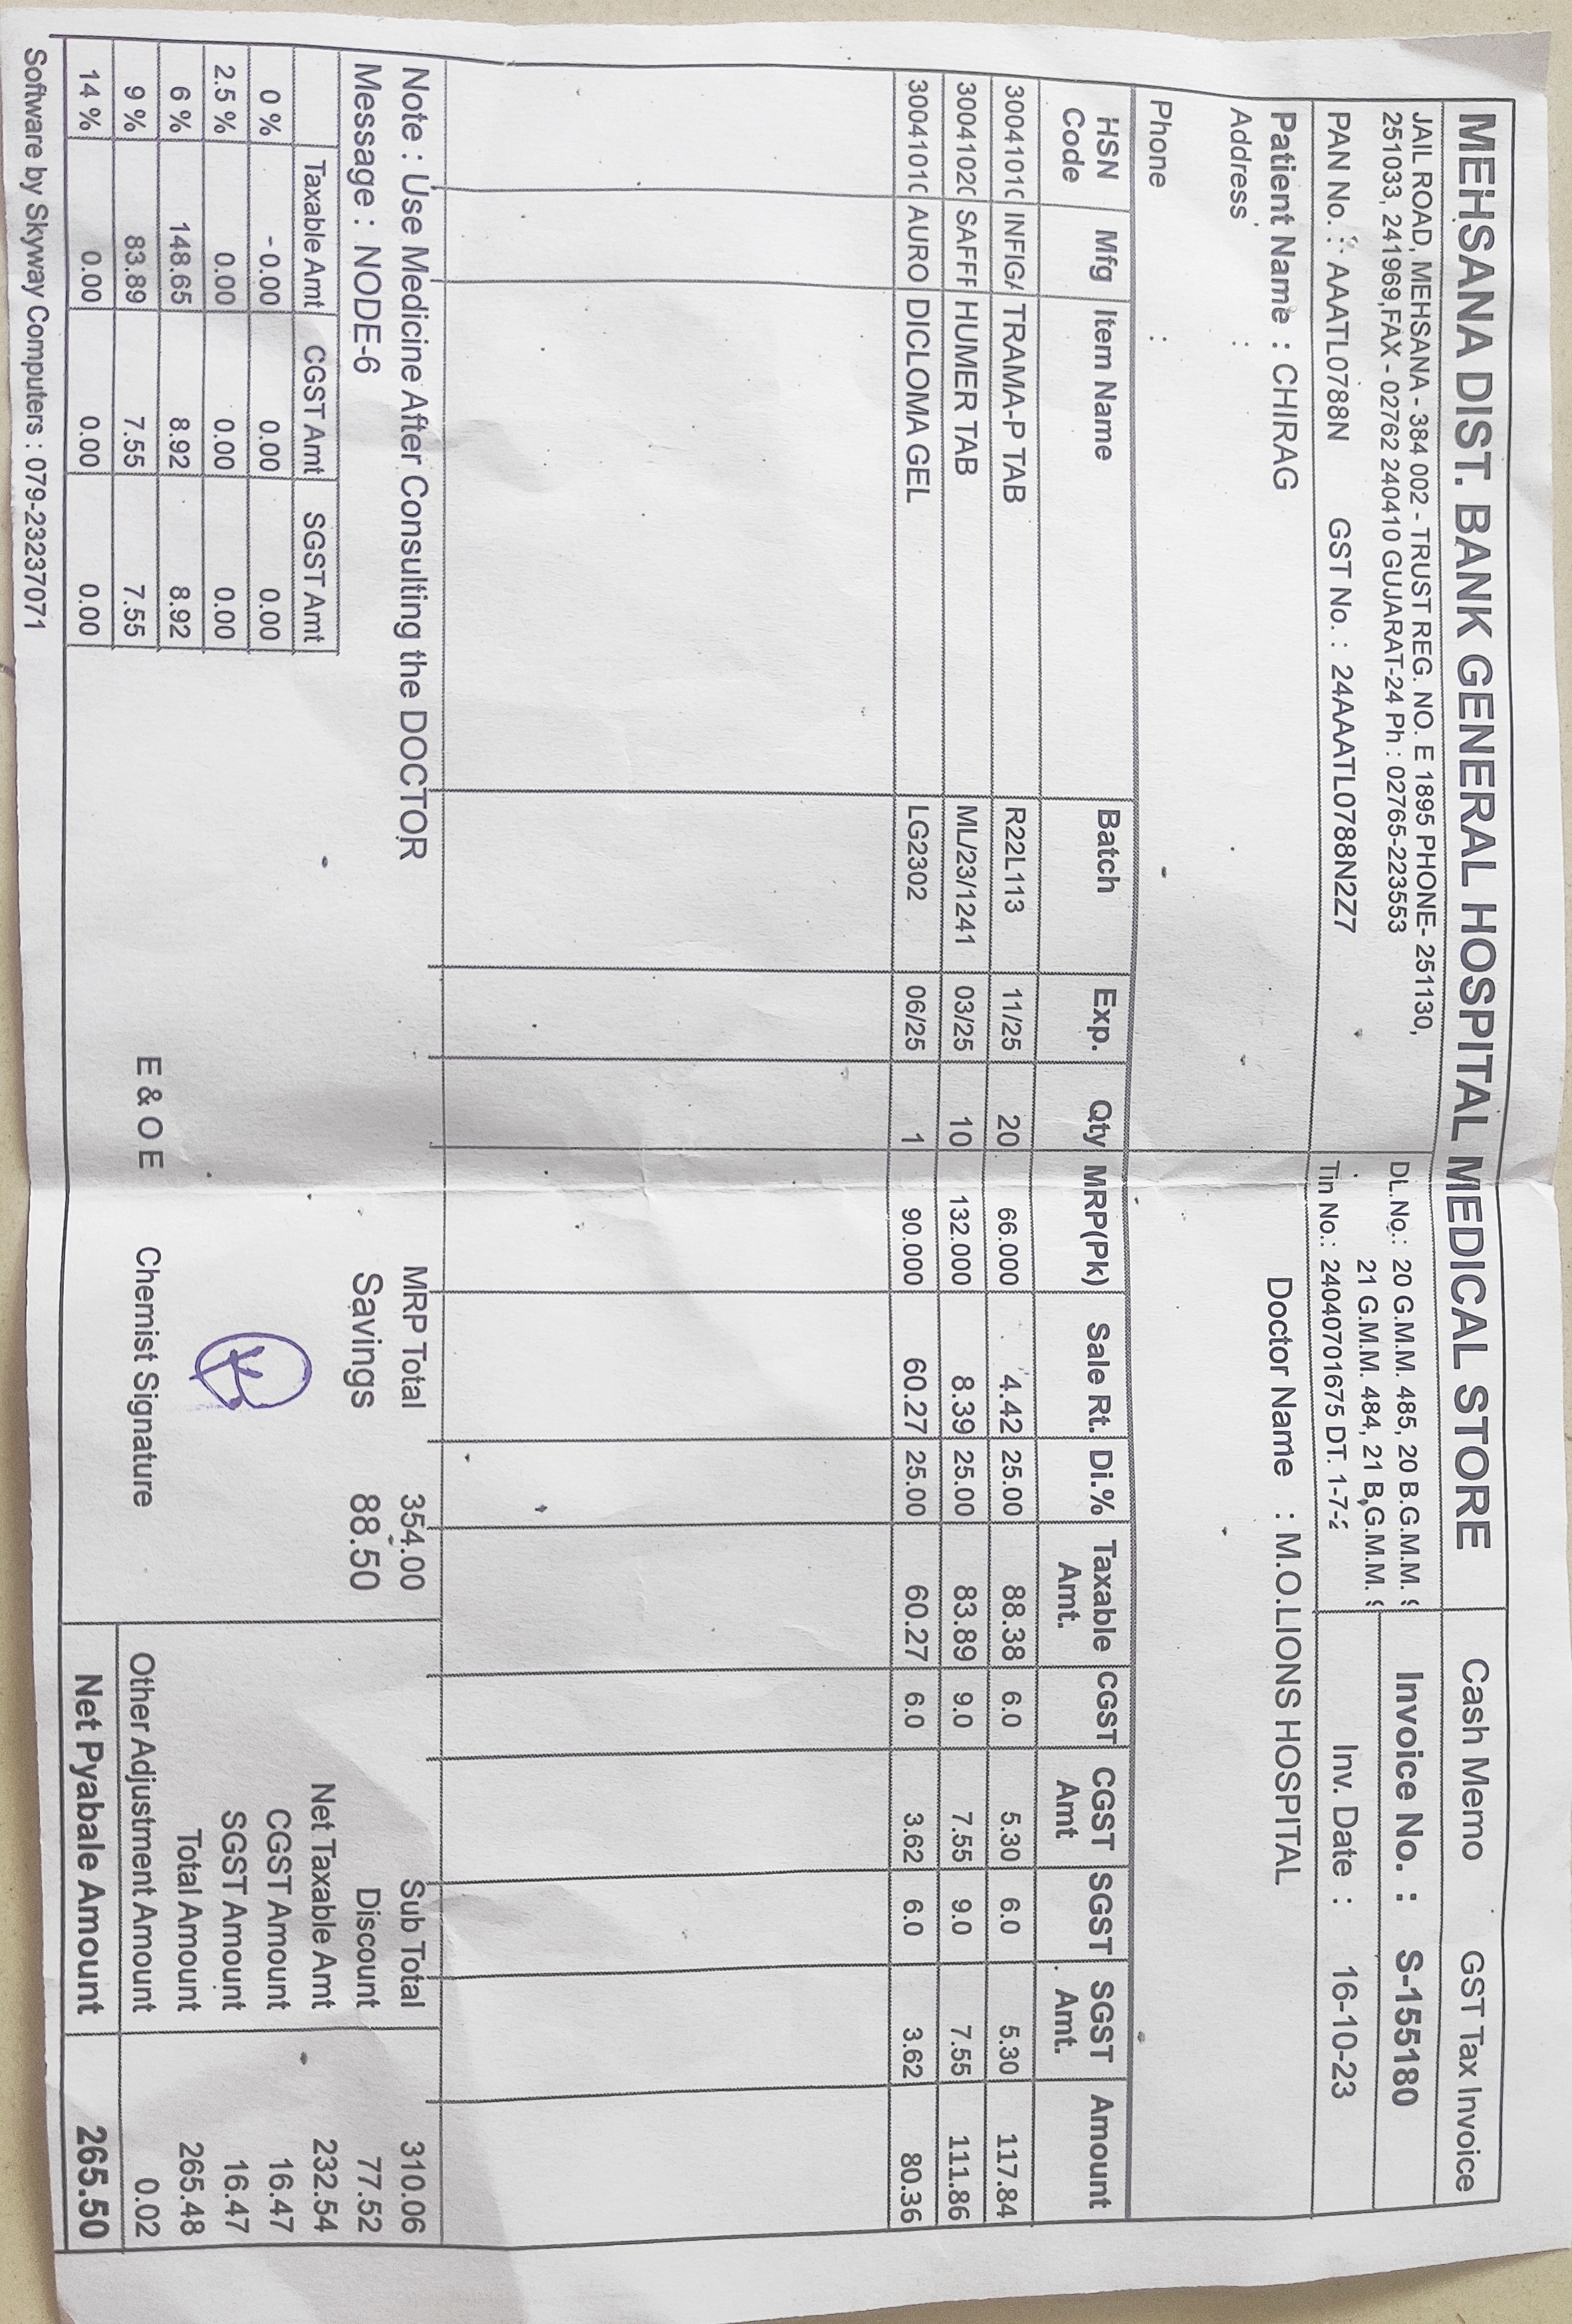 MEHSANA DIST. BANK GENERAL HOSPITAL MEDICAL STORE Cash Memo GST Tax Invoice
JAIL ROAD, MEHSANA - 384 002 - TRUST REG. NO. E 1895 PHONE- 251130,
251033, 241969,FAX - 02762 240410 GUJARAT-24 Ph : 02765-223553
DL.No.: 20 G.M.M. 485, 20 B.G.M.M.
21 G.M.M. 484, 21 B,G.M.M.
Invoice No. : S-155180
PAN No. : AAATL0788N GST No. : 24AAATL0788N2Z7 Tin No.: 24040701675 DT. 1-7-2 Inv. Date : 16-10-23
Patient Name : CHIRAG Doctor Name : M.O.LIONS HOSPITAL
Address :
Phone :
HSN Code Mfg Item Name Batch Exp. Qty MRP(Pk) Sale Rt. Di.% Taxable Amt. CGST CGST Amt SGST SGST Amt. Amount
3004101 INFIG TRAMA-P TAB R22L113 11/25 20 66.000 4.42 25.00 88.38 6.0 5.30 6.0 5.30 117.84
3004102 SAFF HUMER TAB ML/23/1241 03/25 10 132.000 8.39 25.00 83.89 9.0 7.55 9.0 7.55 111.86
3004101 AURO DICLOMA GEL LG2302 06/25 1 90.000 60.27 25.00 60.27 6.0 3.62 6.0 3.62 80.36
Note : Use Medicine After Consulting the DOCTOR MRP Total 354.00 Sub Total 310.06
Message : NODE-6 Savings 88.50 Discount 77.52
Taxable Amt CGST Amt SGST Amt Net Taxable Amt 232.54
0 % - 0.00 0.00 0.00 CGST Amount 16.47
2.5 % 0.00 0.00 0.00 SGST Amount 16.47
6 % 148.65 8.92 8.92 Total Amount 265.48
9 % 83.89 7.55 7.55 E & O E Chemist Signature Other Adjustment Amount 0.02
14 % 0.00 0.00 0.00 Net Pyabale Amount 265.50
Software by Skyway Computers : 079-23237071